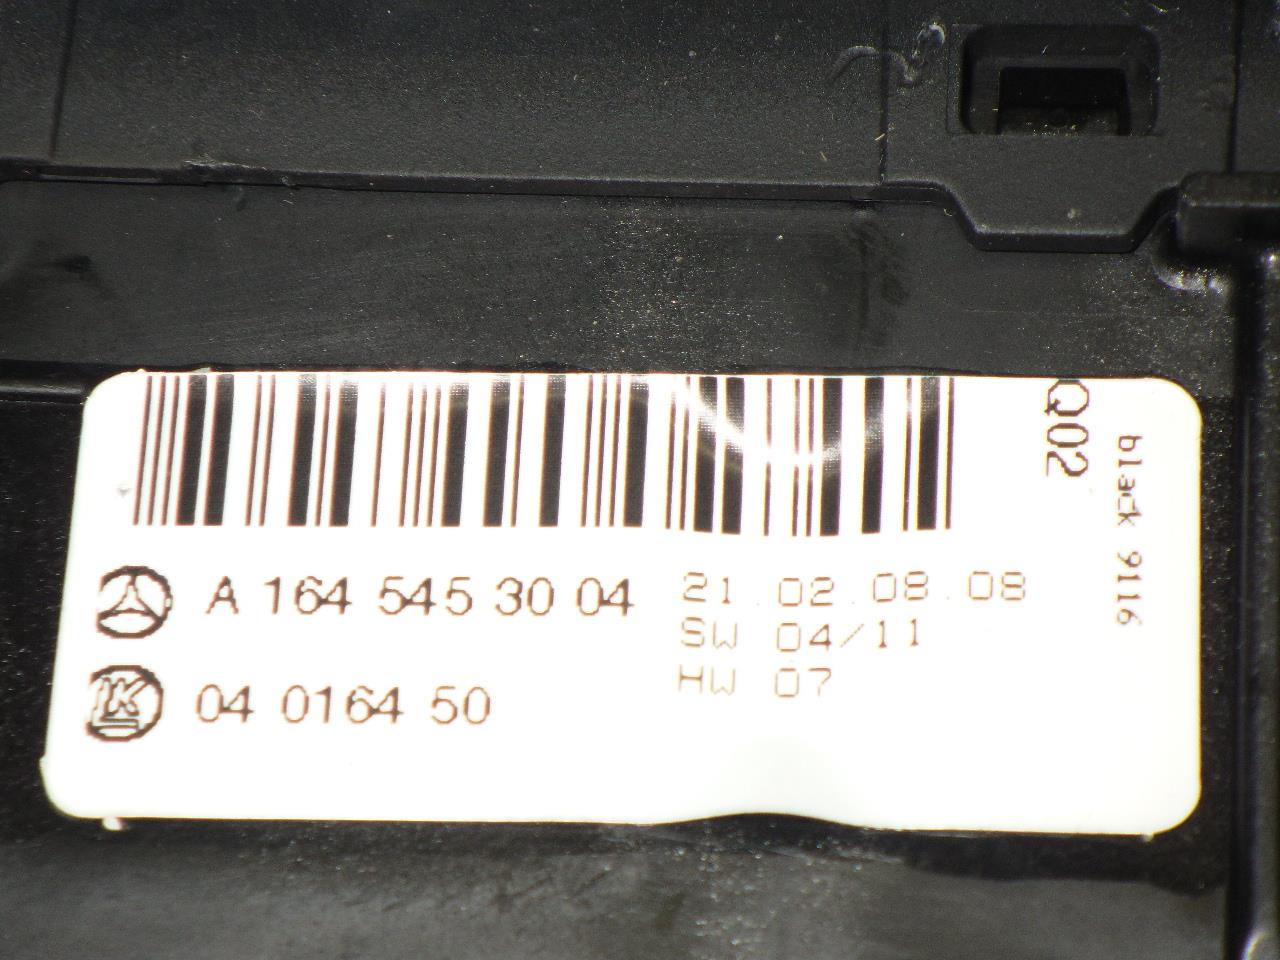 Q02
black 9116
A 164 545 30 04
21.02.08.08
SW 04/11
HW 07
LK
04 0164 50